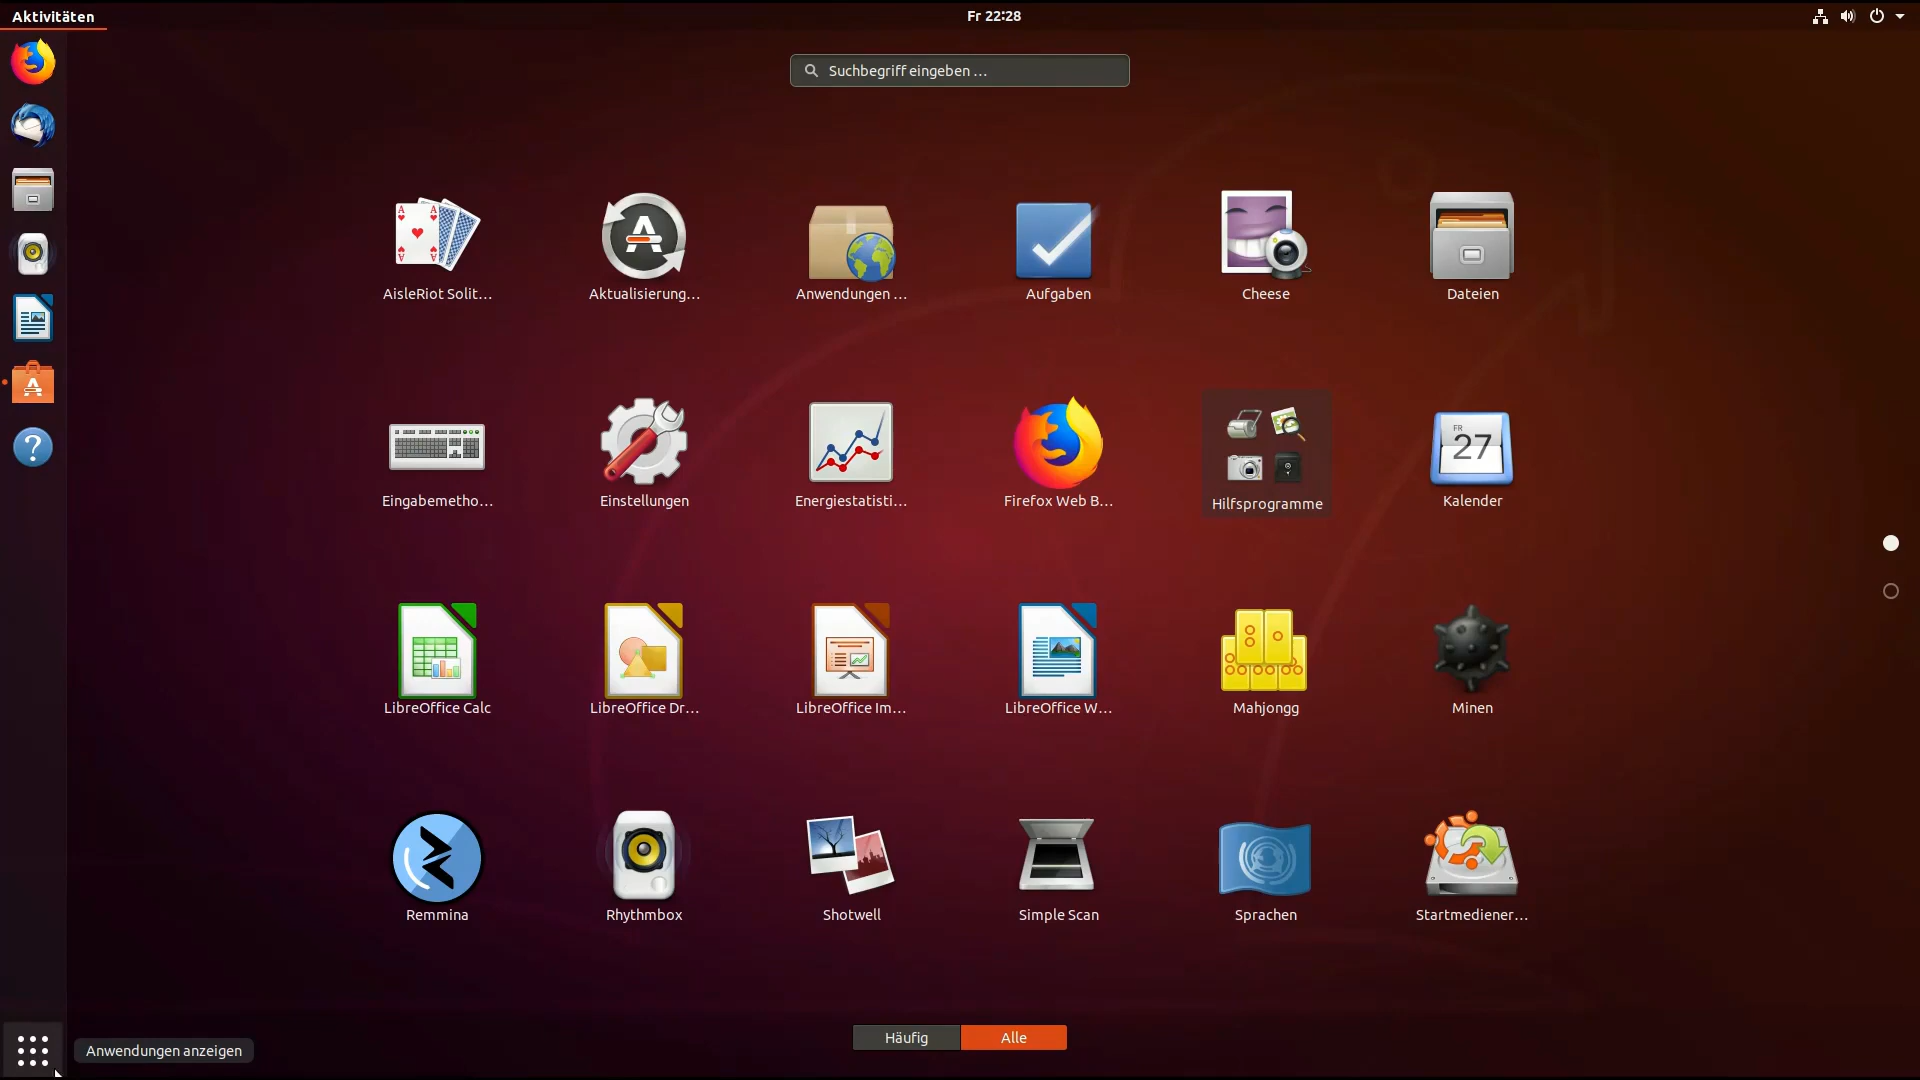 Aktivitäten
Fr 22:28
Suchbegriff eingeben …
AisleRiot Solit…
Aktualisierung…
Anwendungen …
Aufgaben
Cheese
Dateien
Eingabemetho…
Einstellungen
Energiestatisti…
Firefox Web B…
Hilfsprogramme
FR
27
Kalender
LibreOffice Calc
LibreOffice Dr…
LibreOffice Im…
LibreOffice W…
Mahjongg
Minen
Remmina
Rhythmbox
Shotwell
Simple Scan
Sprachen
Startmediener…
Häufig
Alle
Anwendungen anzeigen